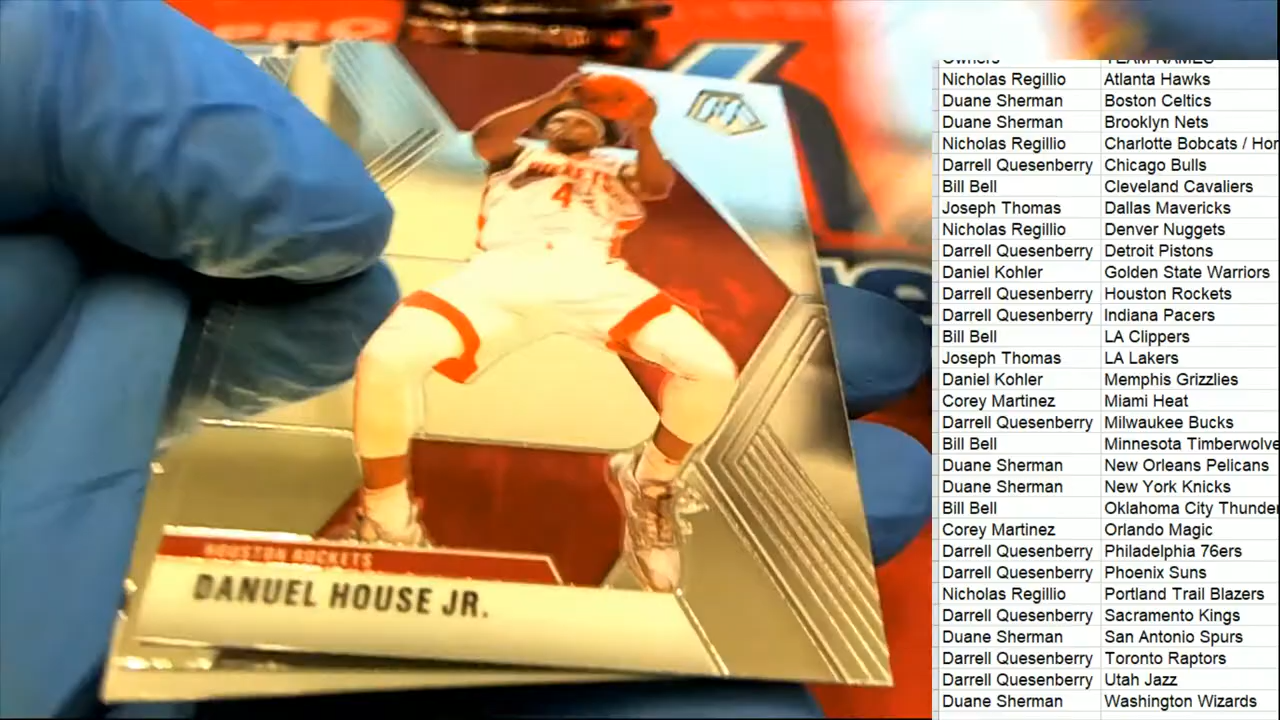 PRO
ROCKETS
4
HOUSTON ROCKETS
DANUEL HOUSE JR.
Owners TEAM NAMES
Nicholas Regillio Atlanta Hawks
Duane Sherman Boston Celtics
Duane Sherman Brooklyn Nets
Nicholas Regillio Charlotte Bobcats / Hor
Darrell Quesenberry Chicago Bulls
Bill Bell Cleveland Cavaliers
Joseph Thomas Dallas Mavericks
Nicholas Regillio Denver Nuggets
Darrell Quesenberry Detroit Pistons
Daniel Kohler Golden State Warriors
Darrell Quesenberry Houston Rockets
Darrell Quesenberry Indiana Pacers
Bill Bell LA Clippers
Joseph Thomas LA Lakers
Daniel Kohler Memphis Grizzlies
Corey Martinez Miami Heat
Darrell Quesenberry Milwaukee Bucks
Bill Bell Minnesota Timberwolve
Duane Sherman New Orleans Pelicans
Duane Sherman New York Knicks
Bill Bell Oklahoma City Thunder
Corey Martinez Orlando Magic
Darrell Quesenberry Philadelphia 76ers
Darrell Quesenberry Phoenix Suns
Nicholas Regillio Portland Trail Blazers
Darrell Quesenberry Sacramento Kings
Duane Sherman San Antonio Spurs
Darrell Quesenberry Toronto Raptors
Darrell Quesenberry Utah Jazz
Duane Sherman Washington Wizards